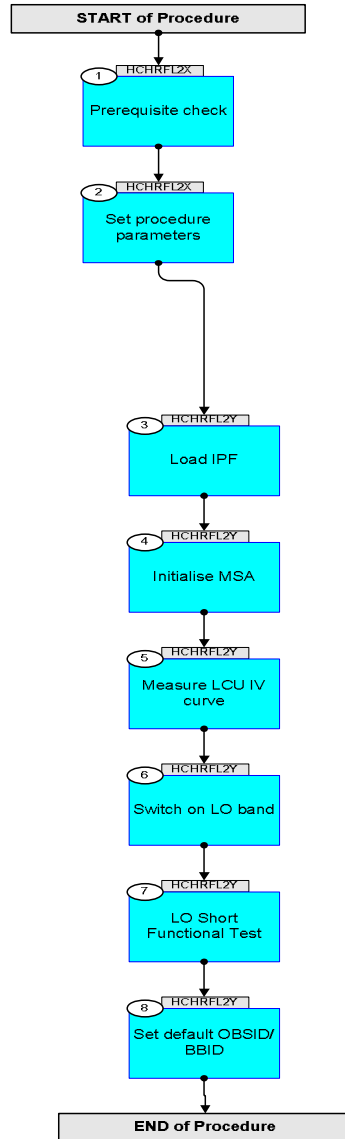 START of Procedure
HCHRFL2X
1
Prerequisite check
HCHRFL2X
2
Set procedure
parameters
HCHRFL2Y
3
Load IPF
HCHRFL2Y
4
Initialise MSA
HCHRFL2Y
5
Measure LCU IV
curve
HCHRFL2Y
6
Switch on LO band
HCHRFL2Y
7
LO Short
Functional Test
HCHRFL2Y
8
Set default OBSID/
BBID
END of Procedure